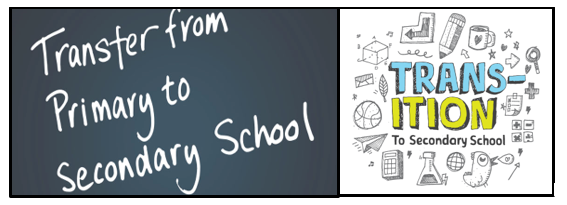 Transfer from
Primary to
Secondary School
TRANS-
ITION
To Secondary School